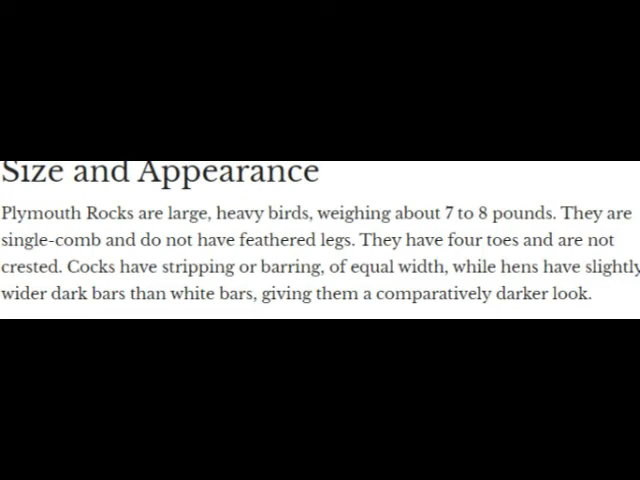 Size and Appearance
Plymouth Rocks are large, heavy birds, weighing about 7 to 8 pounds. They are
single-comb and do not have feathered legs. They have four toes and are not
crested. Cocks have stripping or barring, of equal width, while hens have slightly
wider dark bars than white bars, giving them a comparatively darker look.